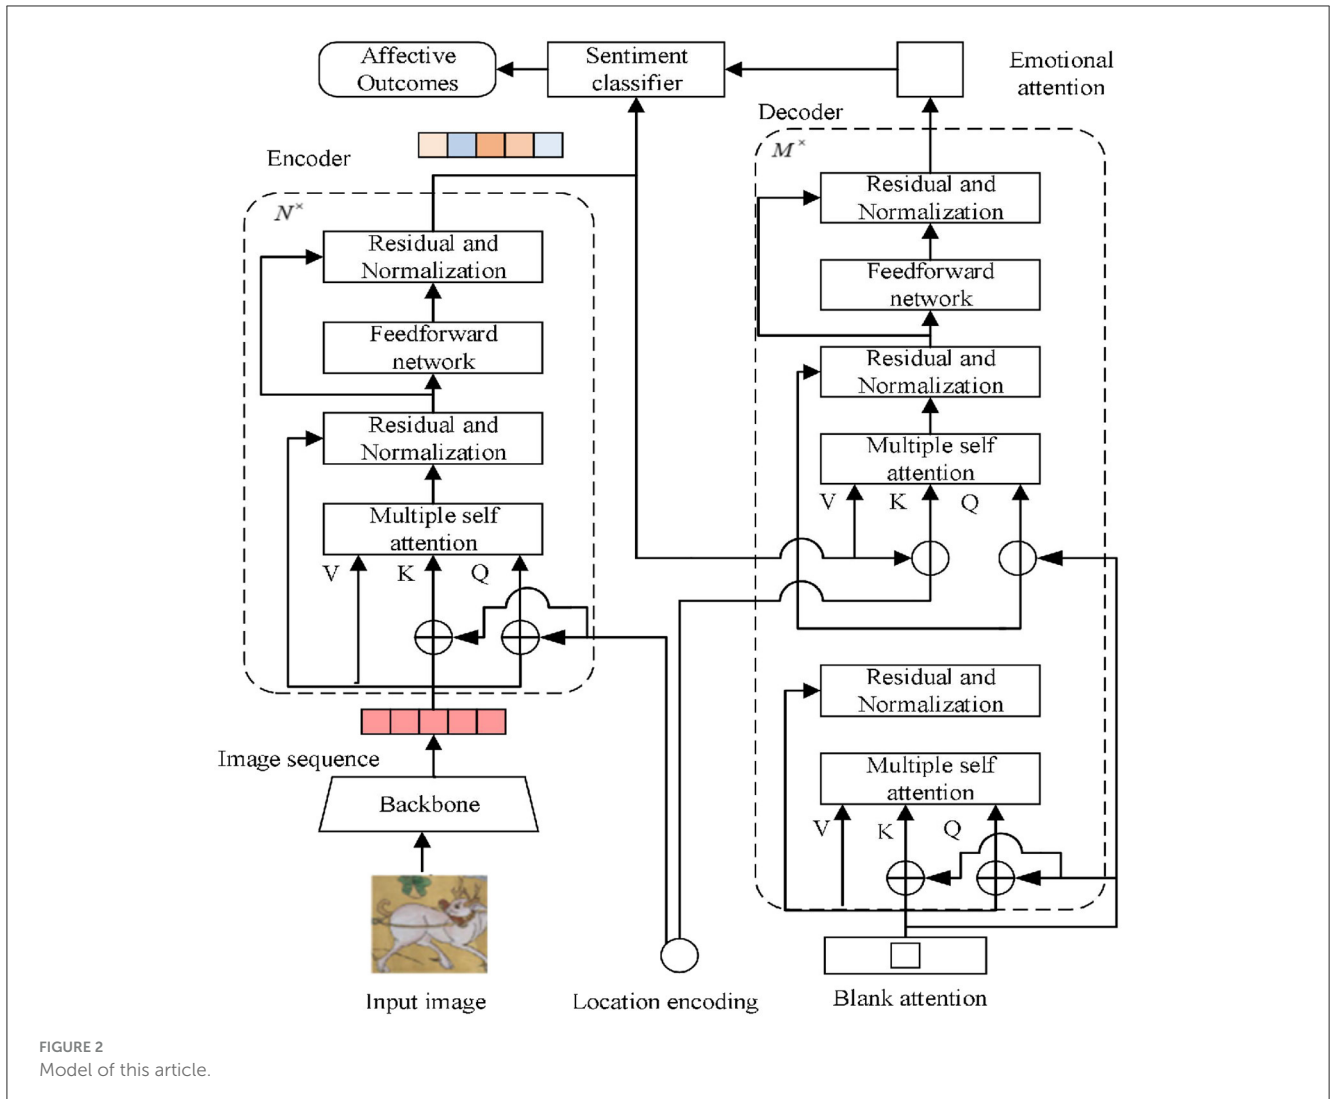 Affective
Outcomes
Sentiment
classifier
Emotional
attention
Decoder
Encoder
N×
Residual and
Normalization
Feedforward
network
Residual and
Normalization
Multiple self
attention
V
K
Q
Image sequence
Backbone
Input image
M×
Residual and
Normalization
Feedforward
network
Residual and
Normalization
Multiple self
attention
V
K
Q
Residual and
Normalization
Multiple self
attention
V
K
Q
Location encoding
Blank attention
FIGURE 2
Model of this article.